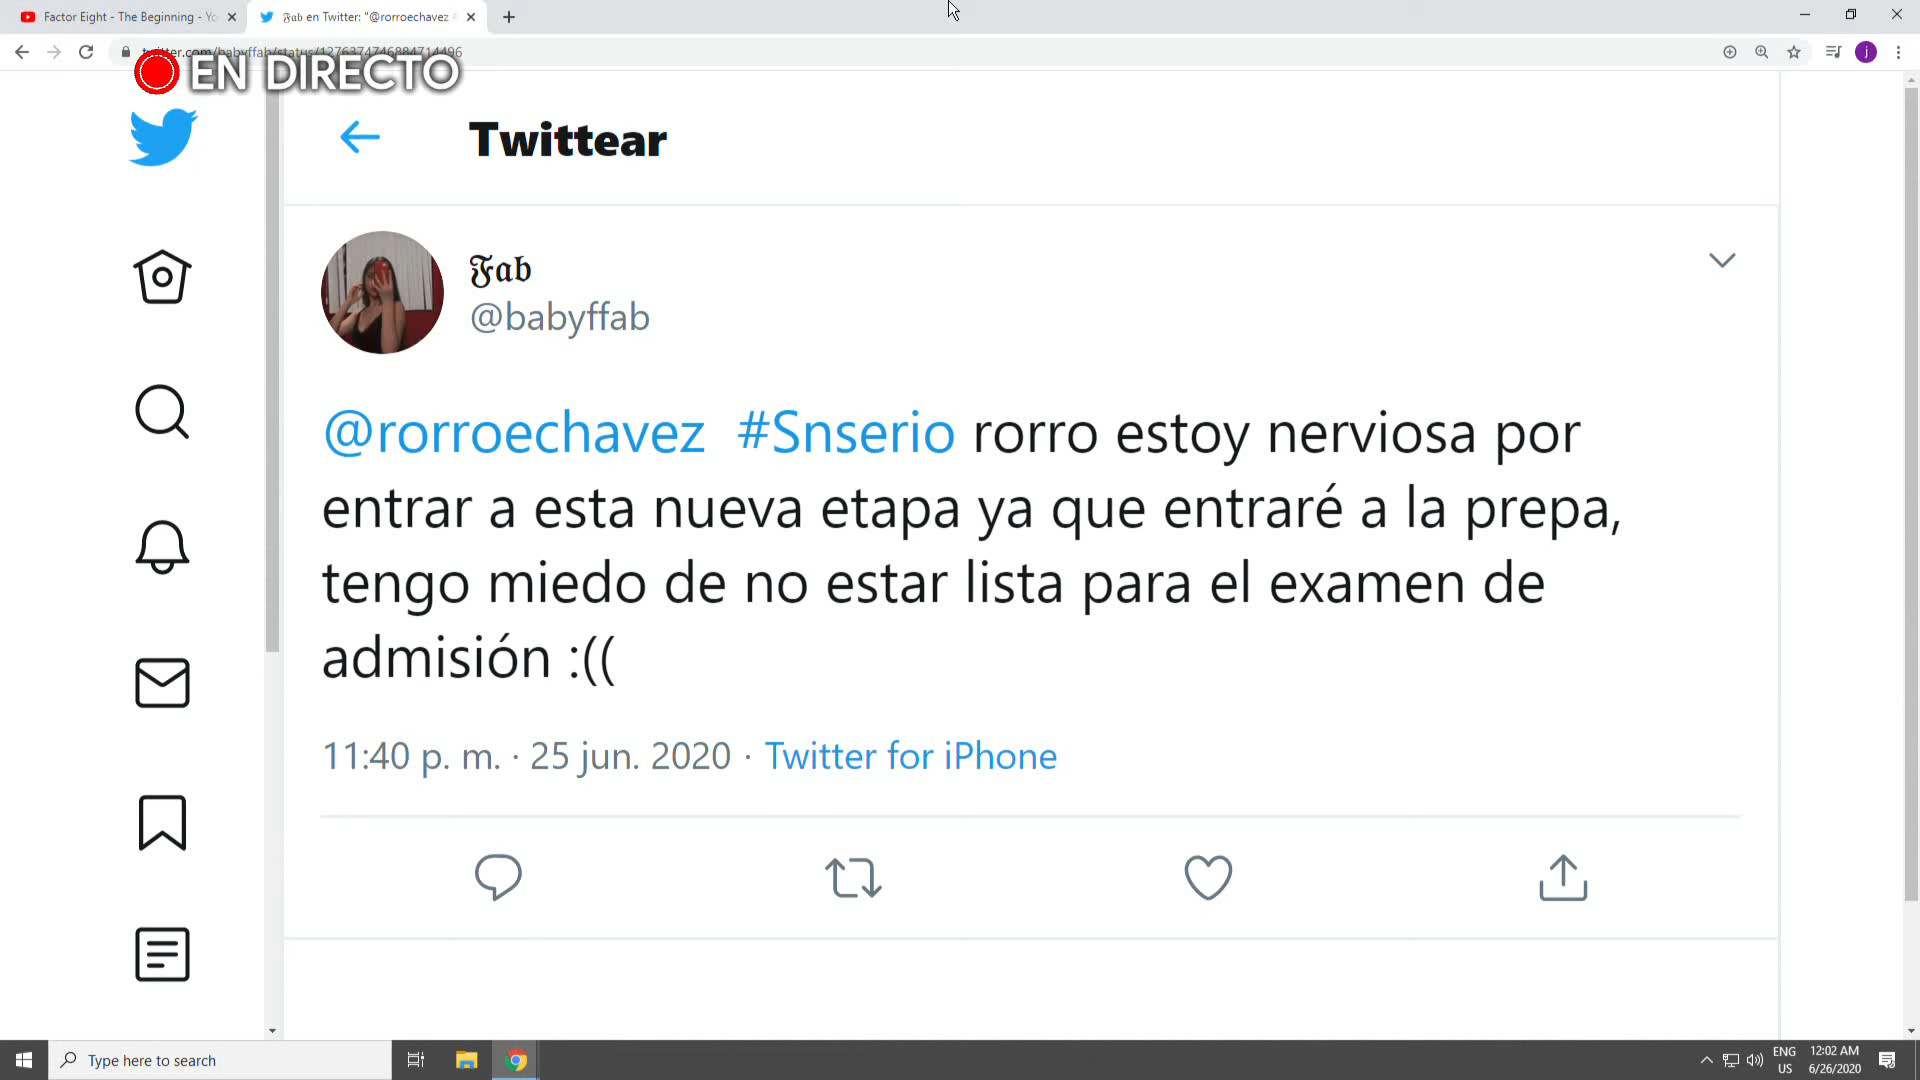 Factor Eight - The Beginning - Yo
𝔉𝔞𝔟 en Twitter: "@rorroechavez
twitter.com/babyffab/status/1276374746884714496
EN DIRECTO
Twittear
𝔉𝔞𝔟
@babyffab
@rorroechavez #Snserio rorro estoy nerviosa por
entrar a esta nueva etapa ya que entraré a la prepa,
tengo miedo de no estar lista para el examen de
admisión :((
11:40 p. m. · 25 jun. 2020 · Twitter for iPhone
j
Type here to search
ENG
US
12:02 AM
6/26/2020